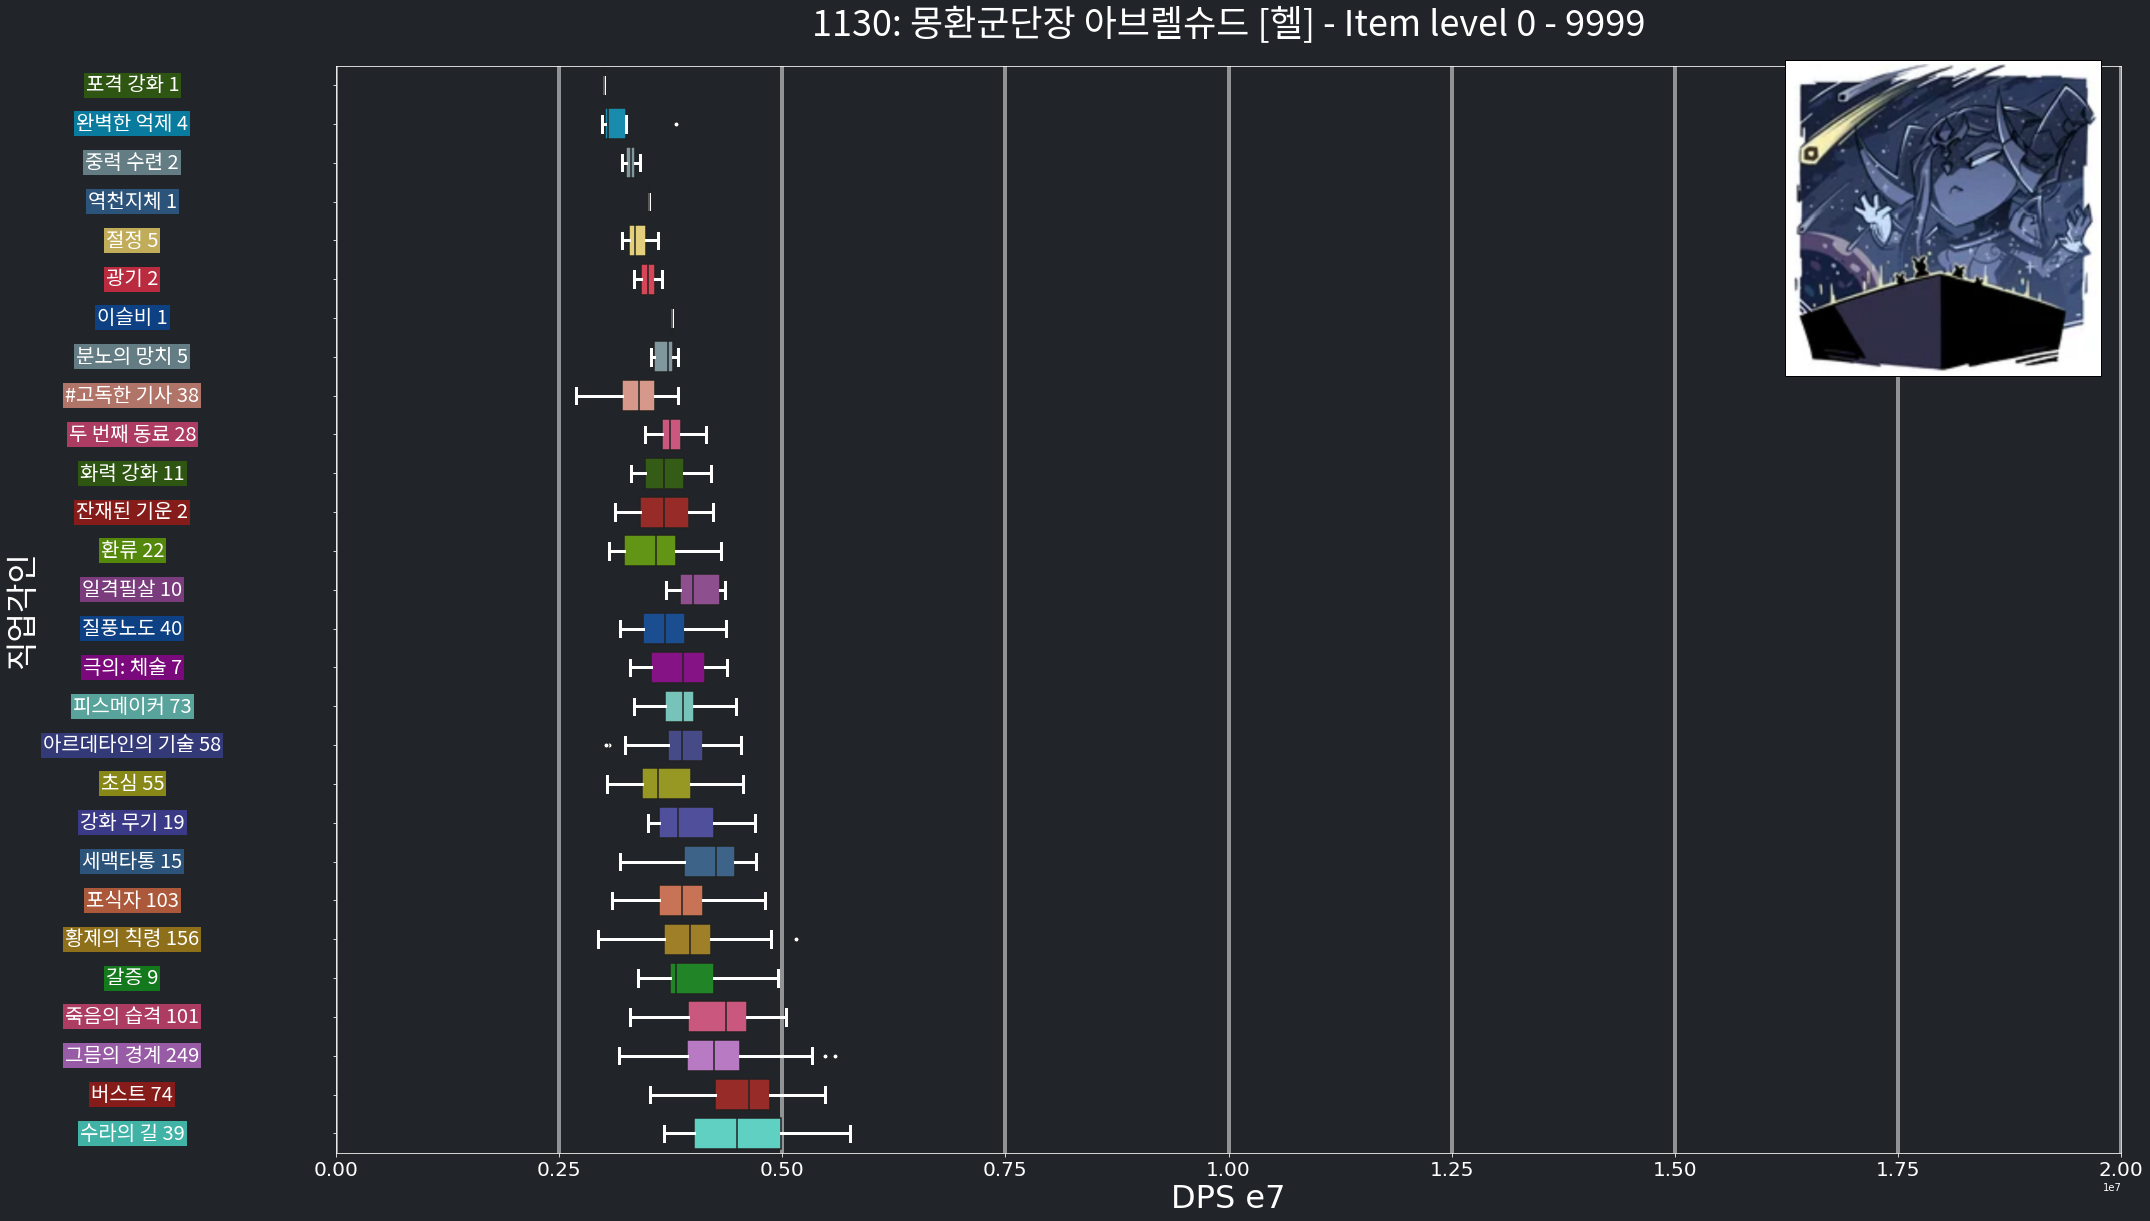 1130: 몽환군단장 아브렐슈드 [헬] - Item level 0 - 9999
직업각인
포격 강화 1
완벽한 억제 4
중력 수련 2
역천지체 1
절정 5
광기 2
이슬비 1
분노의 망치 5
#고독한 기사 38
두 번째 동료 28
화력 강화 11
잔재된 기운 2
환류 22
일격필살 10
질풍노도 40
극의: 체술 7
피스메이커 73
아르데타인의 기술 58
초심 55
강화 무기 19
세맥타통 15
포식자 103
황제의 칙령 156
갈증 9
죽음의 습격 101
그믐의 경계 249
버스트 74
수라의 길 39
0.00 0.25 0.50 0.75 1.00 1.25 1.50 1.75 2.00
DPS e7
1e7